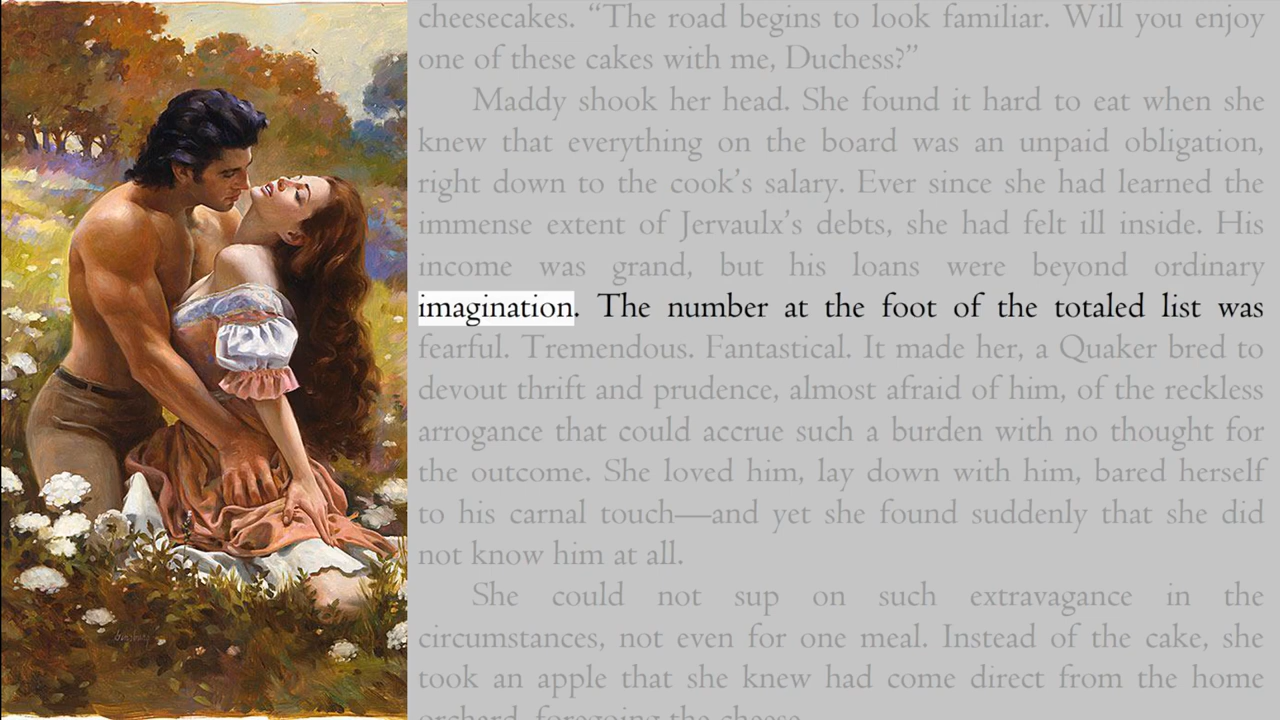 cheesecakes. “The road begins to look familiar. Will you enjoy
one of these cakes with me, Duchess?”
Maddy shook her head. She found it hard to eat when she
knew that everything on the board was an unpaid obligation,
right down to the cook’s salary. Ever since she had learned the
immense extent of Jervaulx’s debts, she had felt ill inside. His
income was grand, but his loans were beyond ordinary
imagination. The number at the foot of the totaled list was
fearful. Tremendous. Fantastical. It made her, a Quaker bred to
devout thrift and prudence, almost afraid of him, of the reckless
arrogance that could accrue such a burden with no thought for
the outcome. She loved him, lay down with him, bared herself
to his carnal touch—and yet she found suddenly that she did
not know him at all.
She could not sup on such extravagance in the
circumstances, not even for one meal. Instead of the cake, she
took an apple that she knew had come direct from the home
orchard, foregoing the cheese.